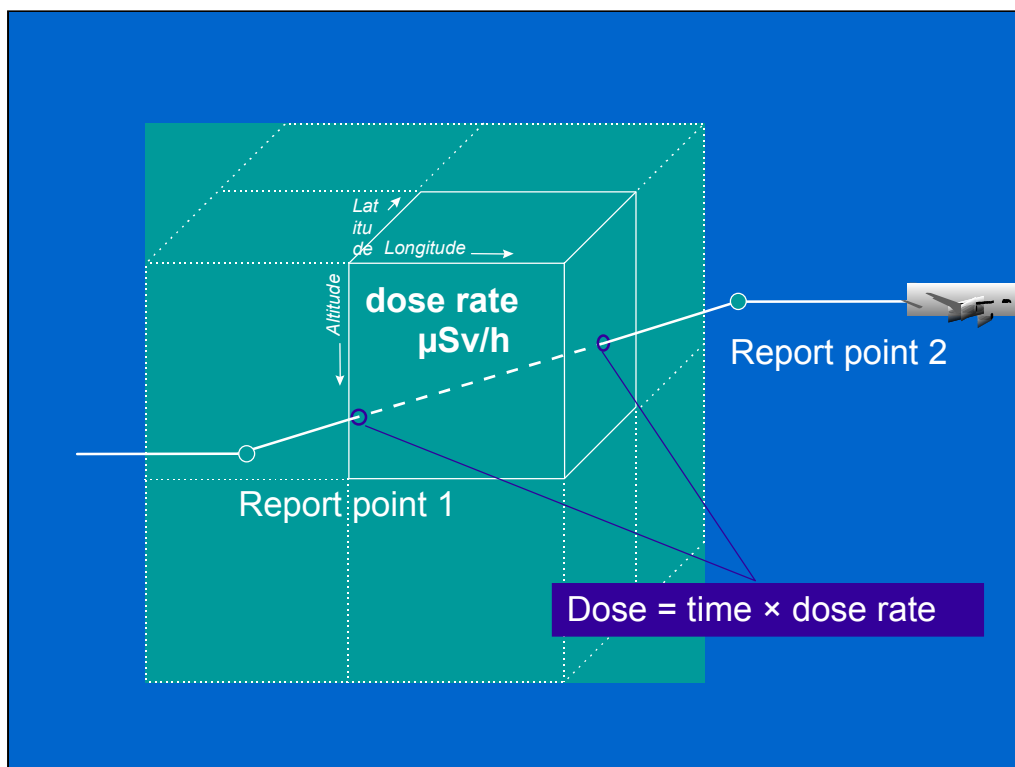 Lat
itu
de
Longitude
Altitude
dose rate
µSv/h
Report point 2
Report point 1
Dose = time × dose rate